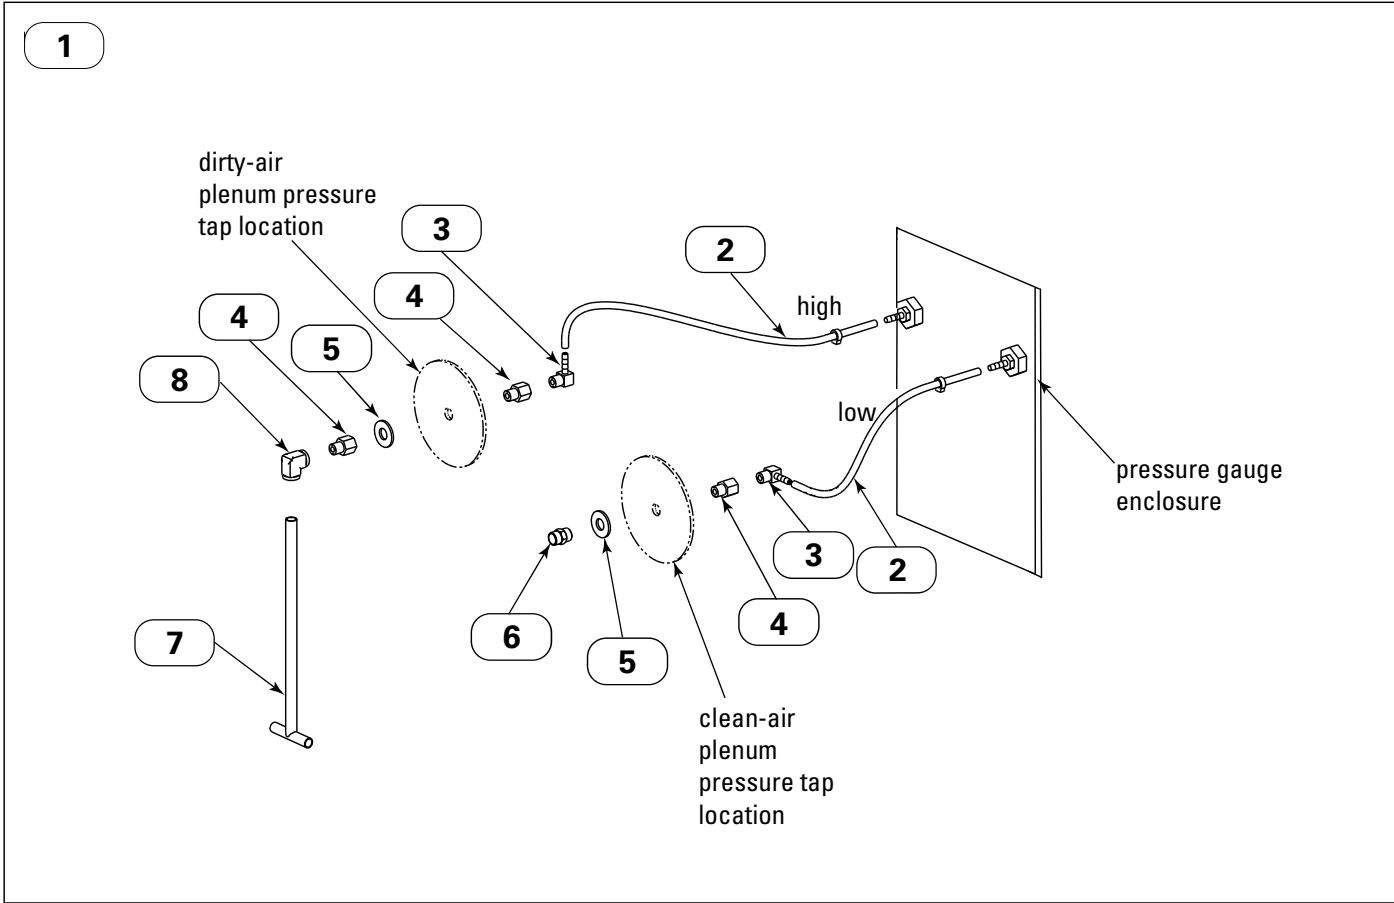 1
dirty-air
plenum pressure
tap location
3
2
4
high
4
5
8
low
pressure gauge
enclosure
3
2
4
6
5
7
clean-air
plenum
pressure tap
location